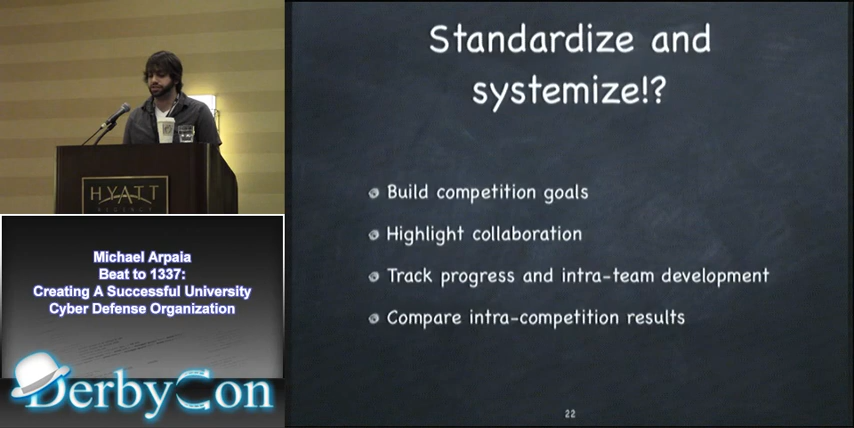 Standardize and
systemize!?
Build competition goals
Highlight collaboration
Track progress and intra-team development
Compare intra-competition results
22
HYATT
Michael Arpaia
Beat to 1337:
Creating A Successful University
Cyber Defense Organization
DerbyCon